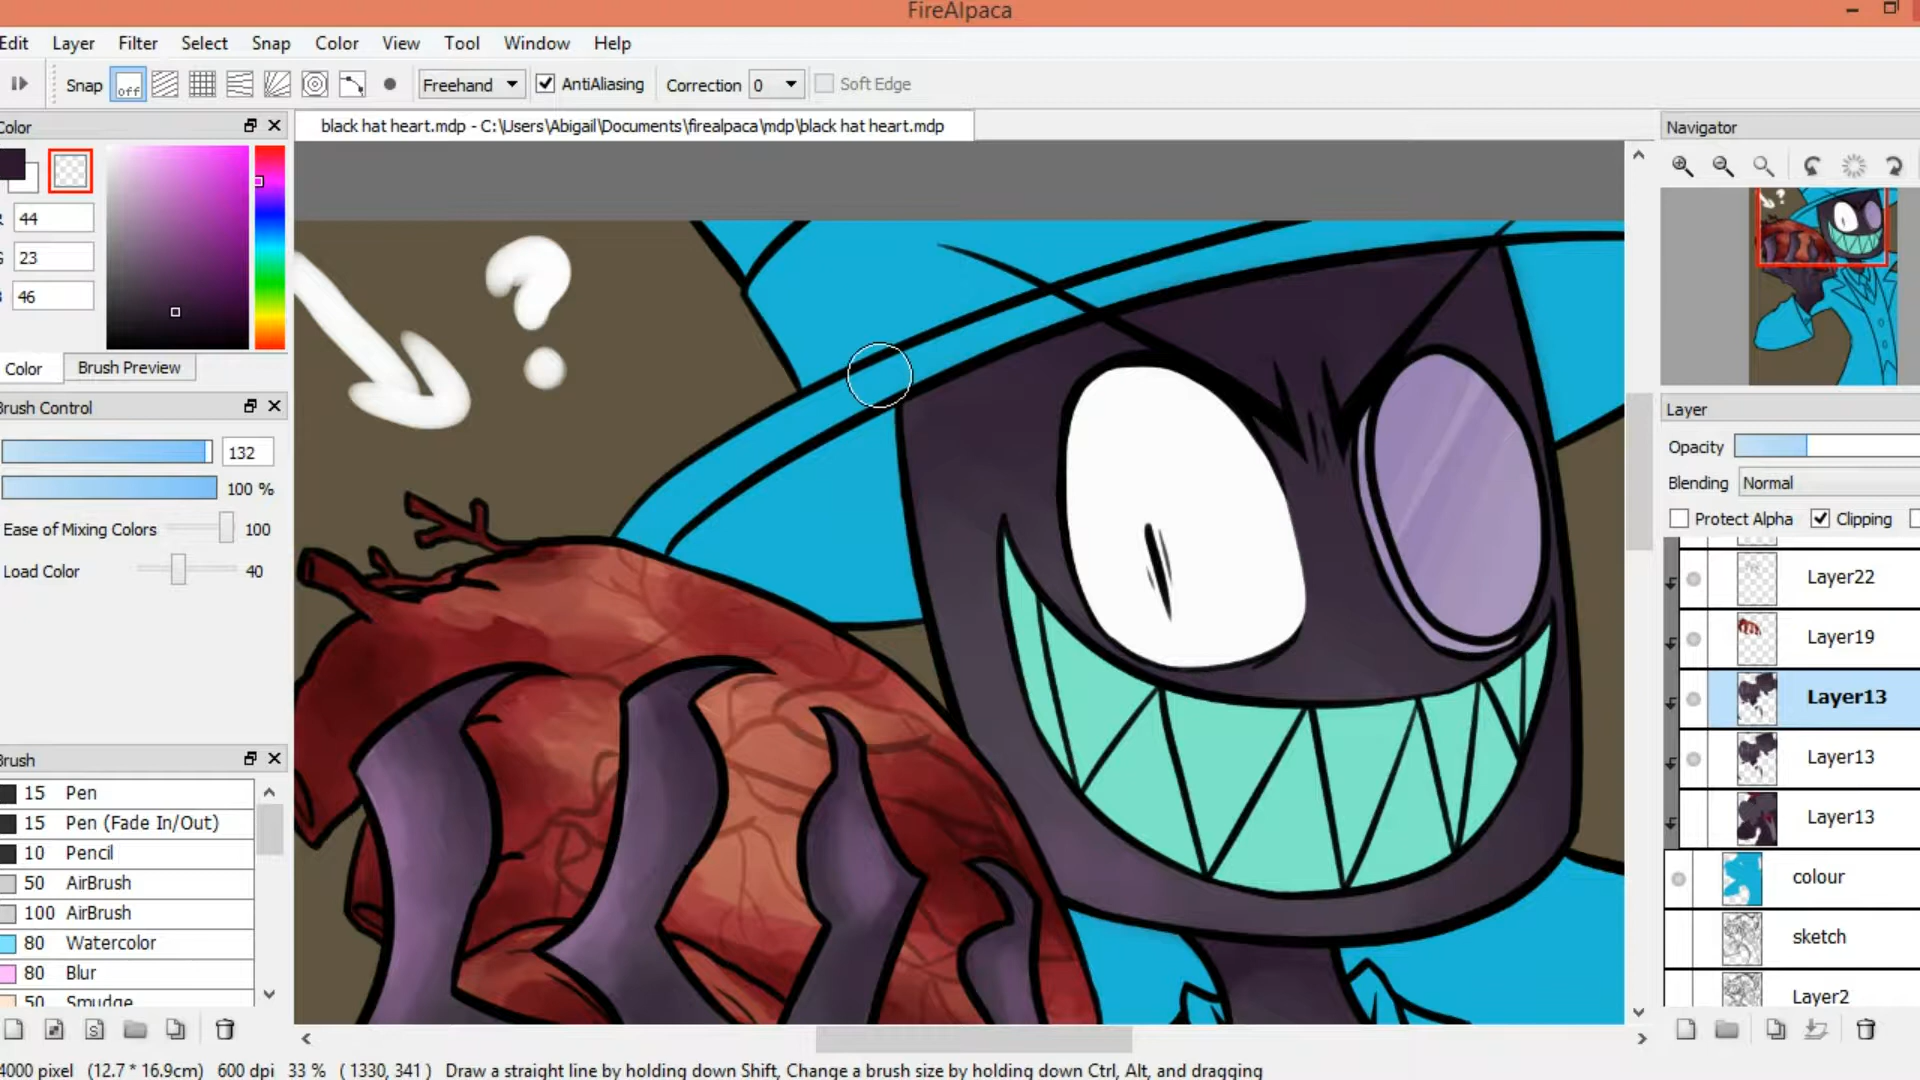 FireAlpaca
Edit Layer Filter Select Snap Color View Tool Window Help
Snap off Freehand AntiAliasing Correction 0 Soft Edge
Color
black hat heart.mdp - C:\Users\Abigail\Documents\firealpaca\mdp\black hat heart.mdp
Navigator
R 44
G 23
B 46
Color Brush Preview
Brush Control
132
100 %
Ease of Mixing Colors 100
Load Color 40
Brush
15 Pen
15 Pen (Fade In/Out)
10 Pencil
50 AirBrush
100 AirBrush
80 Watercolor
80 Blur
50 Smudge
?
Layer
Opacity
Blending Normal
Protect Alpha Clipping
Layer22
Layer19
Layer13
Layer13
Layer13
colour
sketch
Layer2
4000 pixel (12.7 * 16.9cm) 600 dpi 33 % ( 1330, 341 ) Draw a straight line by holding down Shift, Change a brush size by holding down Ctrl, Alt, and dragging